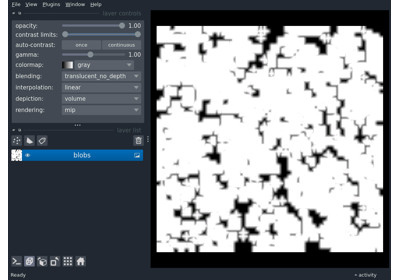 File View Plugins Window Help
layer controls
opacity: 1.00
contrast limits:
auto-contrast: once continuous
gamma: 1.00
colormap: gray
blending: translucent_no_depth
interpolation: linear
depiction: volume
rendering: mip
layer list
blobs
Ready
activity